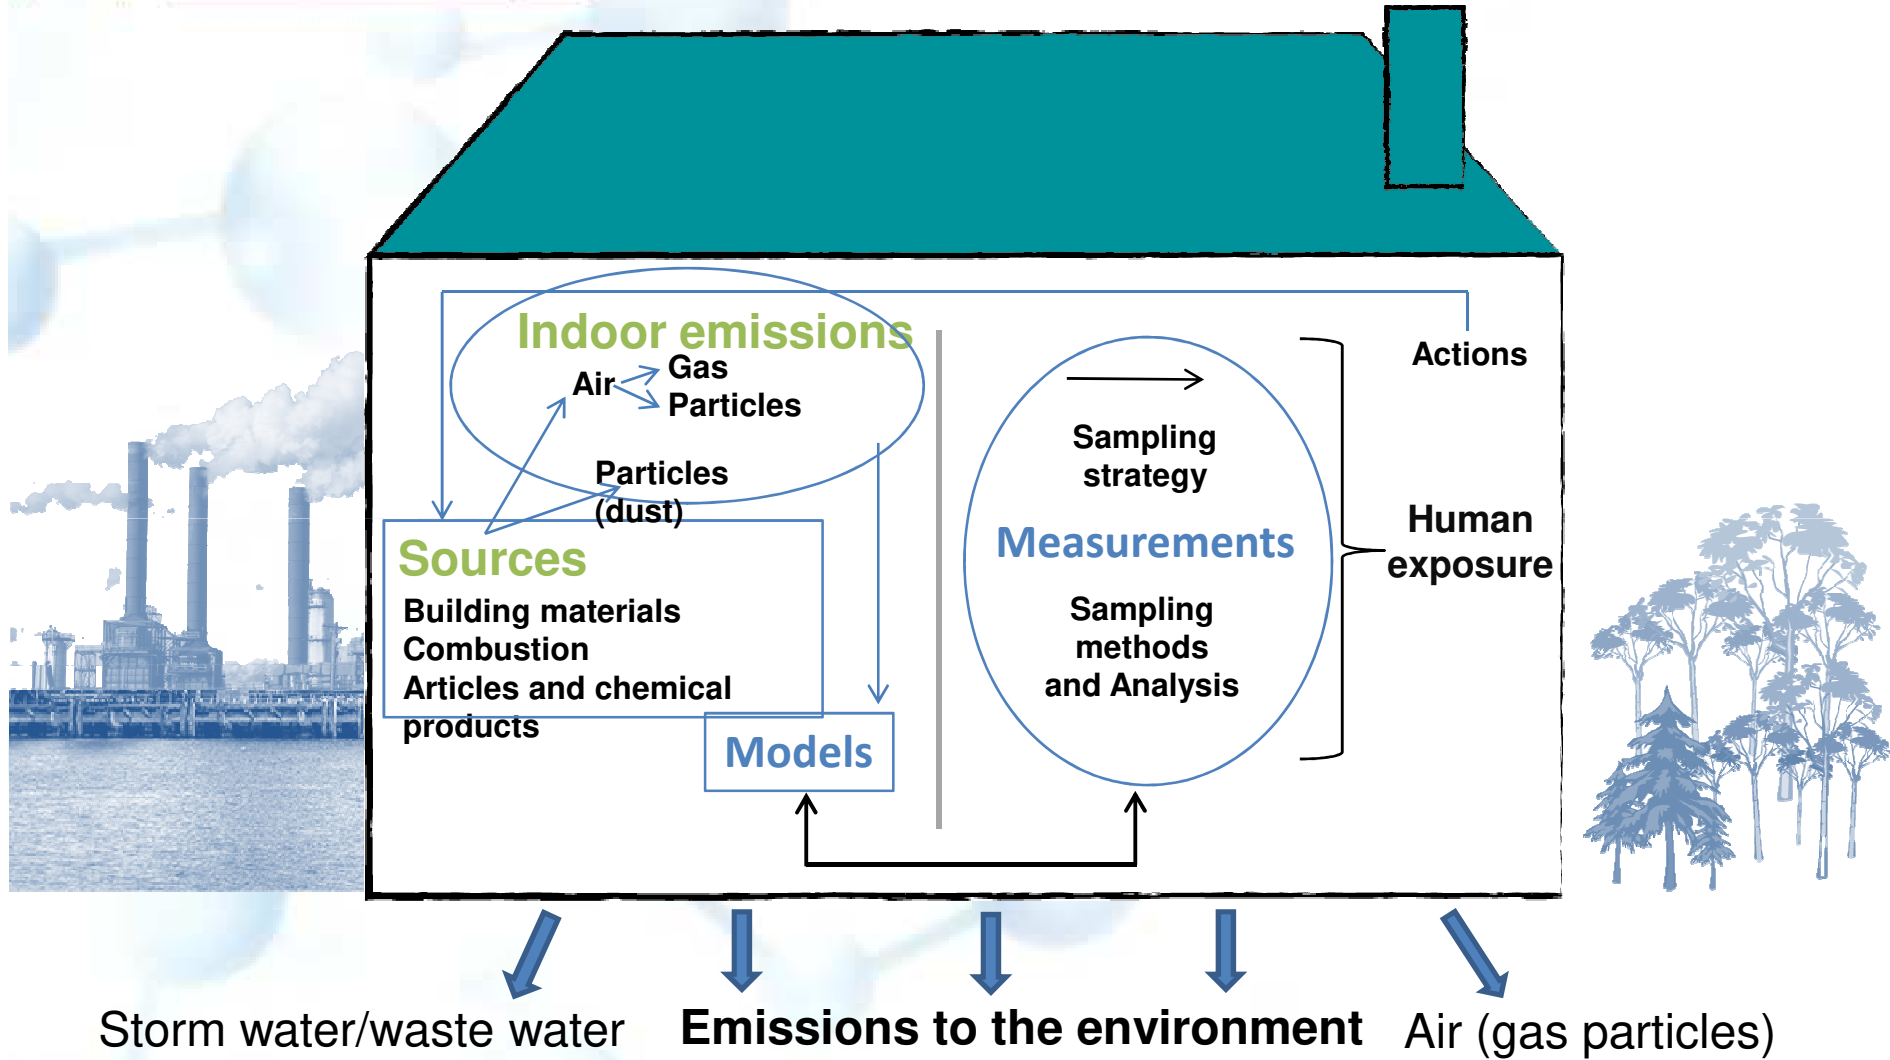 Indoor emissions
Air
Gas
Particles
Particles
(dust)
Sources
Building materials
Combustion
Articles and chemical
products
Models
Sampling
strategy
Measurements
Sampling
methods
and Analysis
Actions
Human
exposure
Storm water/waste water
Emissions to the environment
Air (gas particles)